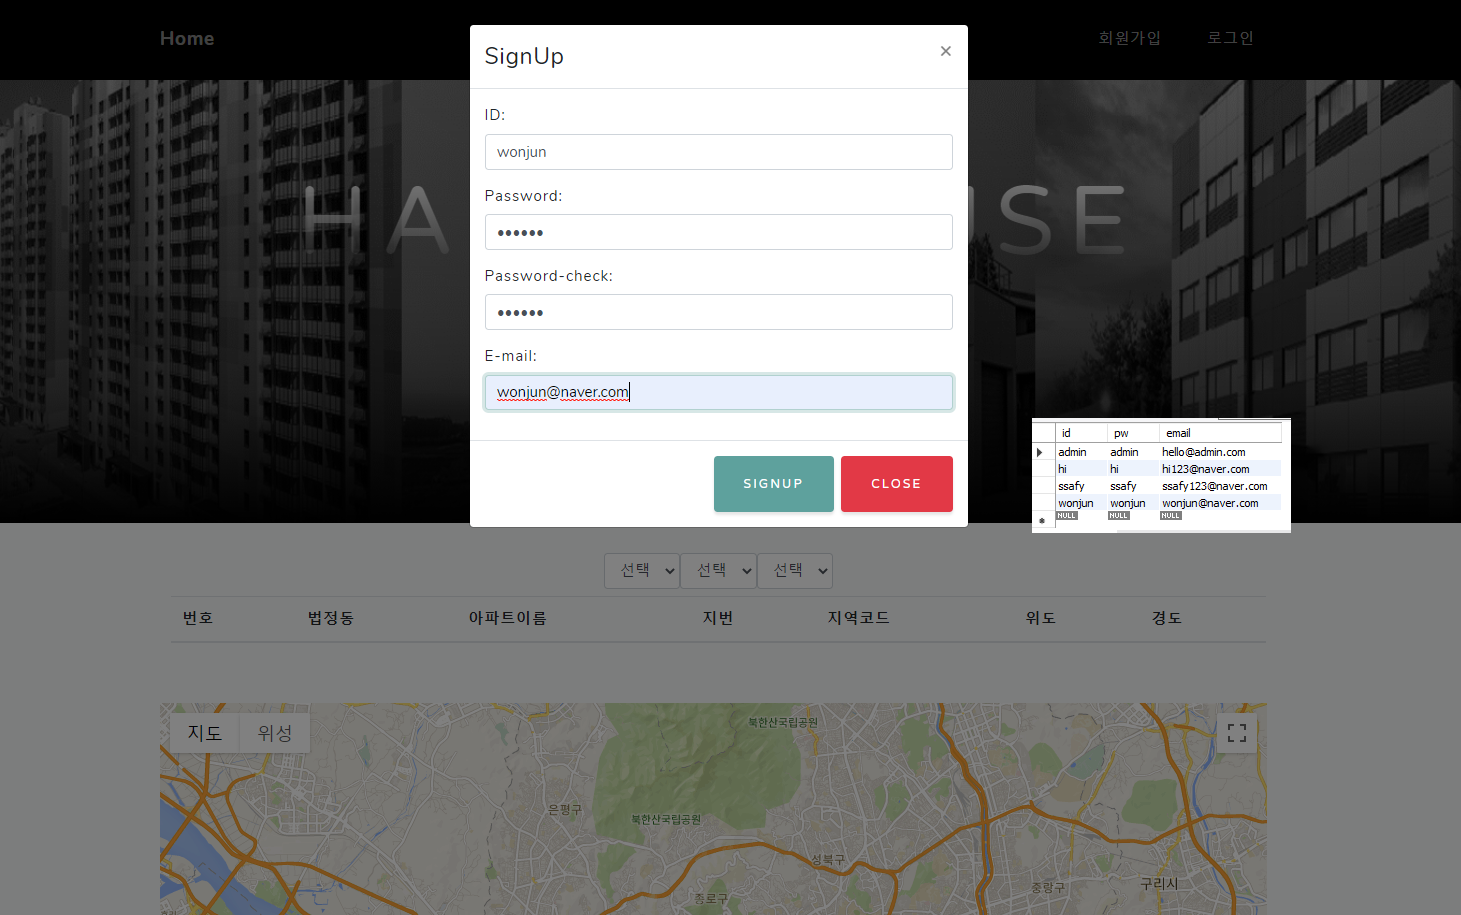 Home
회원가입 로그인
SignUp ×
ID:
wonjun
Password:
••••••
Password-check:
••••••
E-mail:
wonjun@naver.com
SIGNUP CLOSE
HA USE
id pw email
admin admin hello@admin.com
hi hi hi123@naver.com
ssafy ssafy ssafy123@naver.com
wonjun wonjun wonjun@naver.com
NULL NULL NULL
선택 선택 선택
번호 법정동 아파트이름 지번 지역코드 위도 경도
지도 위성
북한산국립공원
은평구
북한산국립공원
성북구
중랑구
구리시
종로구